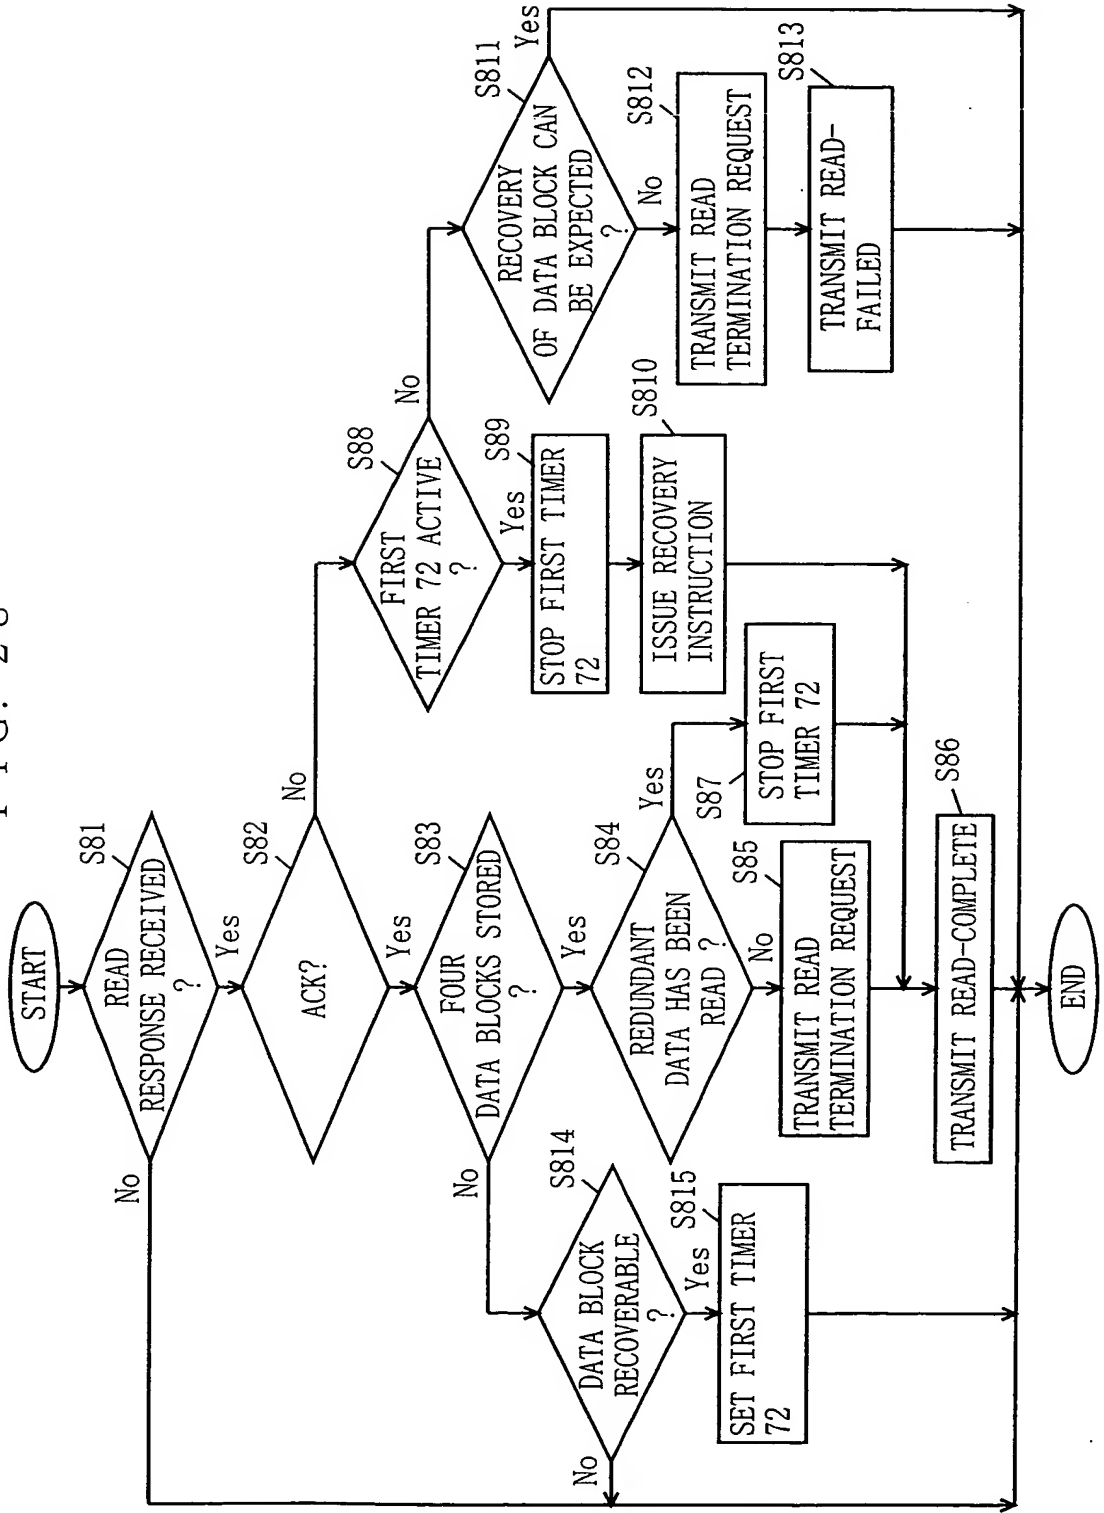 START
S81
READ
RESPONSE RECEIVED
?
No
Yes
S82
ACK?
No
Yes
S83
FOUR
DATA BLOCKS STORED
?
No
Yes
S84
REDUNDANT
DATA HAS BEEN
READ ?
Yes
No
S85
TRANSMIT READ
TERMINATION REQUEST
S86
TRANSMIT READ-COMPLETE
END
S87
STOP FIRST
TIMER 72
S88
FIRST
TIMER 72 ACTIVE
?
No
Yes
S89
STOP FIRST TIMER
72
S810
ISSUE RECOVERY
INSTRUCTION
S811
RECOVERY
OF DATA BLOCK CAN
BE EXPECTED
?
Yes
No
S812
TRANSMIT READ
TERMINATION REQUEST
S813
TRANSMIT READ-
FAILED
S814
DATA BLOCK
RECOVERABLE
?
No
Yes
S815
SET FIRST TIMER
72